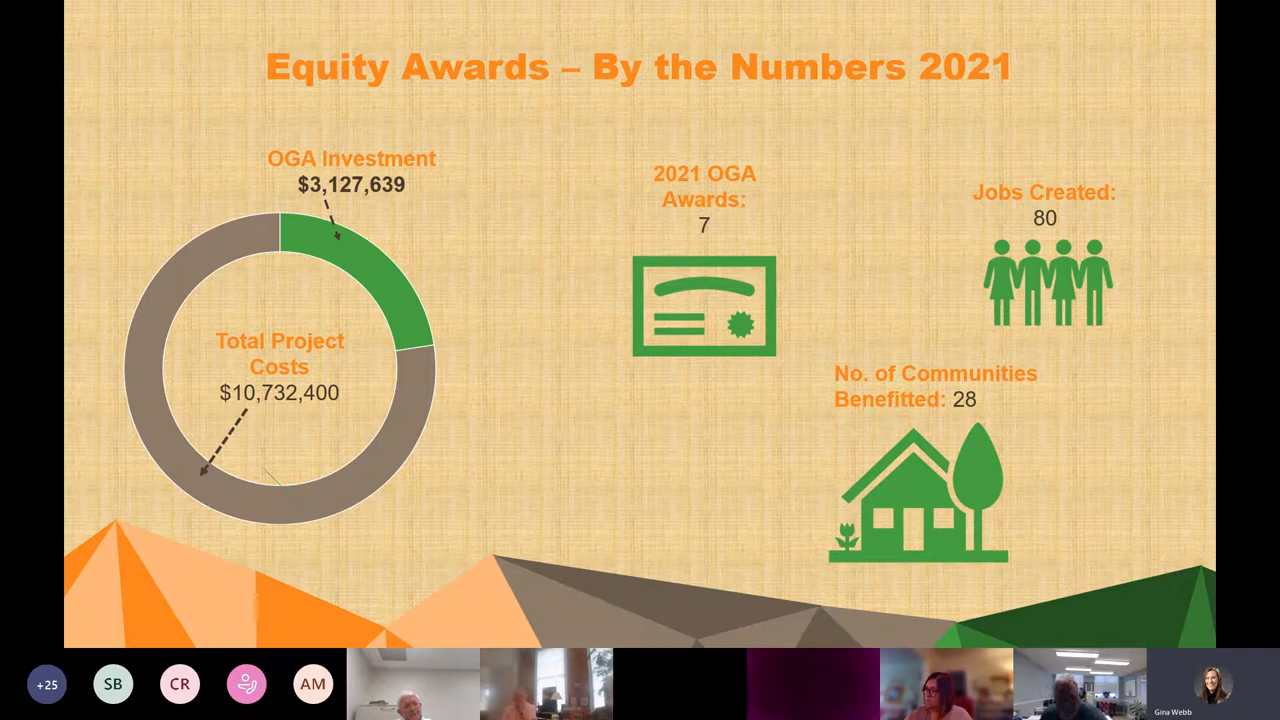 Equity Awards – By the Numbers 2021
OGA Investment
$3,127,639
Total Project
Costs
$10,732,400
2021 OGA
Awards:
7
Jobs Created:
80
No. of Communities
Benefitted: 28
+25
SB
CR
AM
Gina Webb